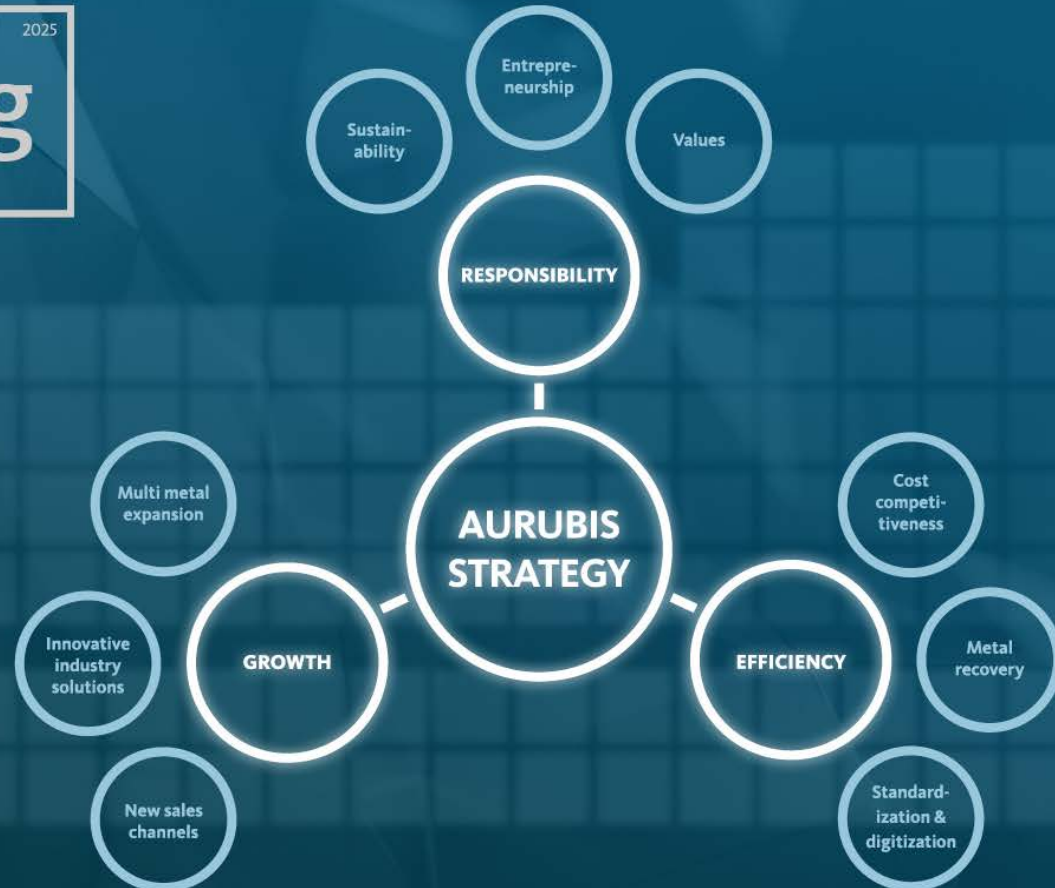 2025
g
Entrepre-
neurship
Sustain-
ability
Values
RESPONSIBILITY
AURUBIS
STRATEGY
Multi metal
expansion
Innovative
industry
solutions
New sales
channels
GROWTH
EFFICIENCY
Cost
competi-
tiveness
Metal
recovery
Standard-
ization &
digitization